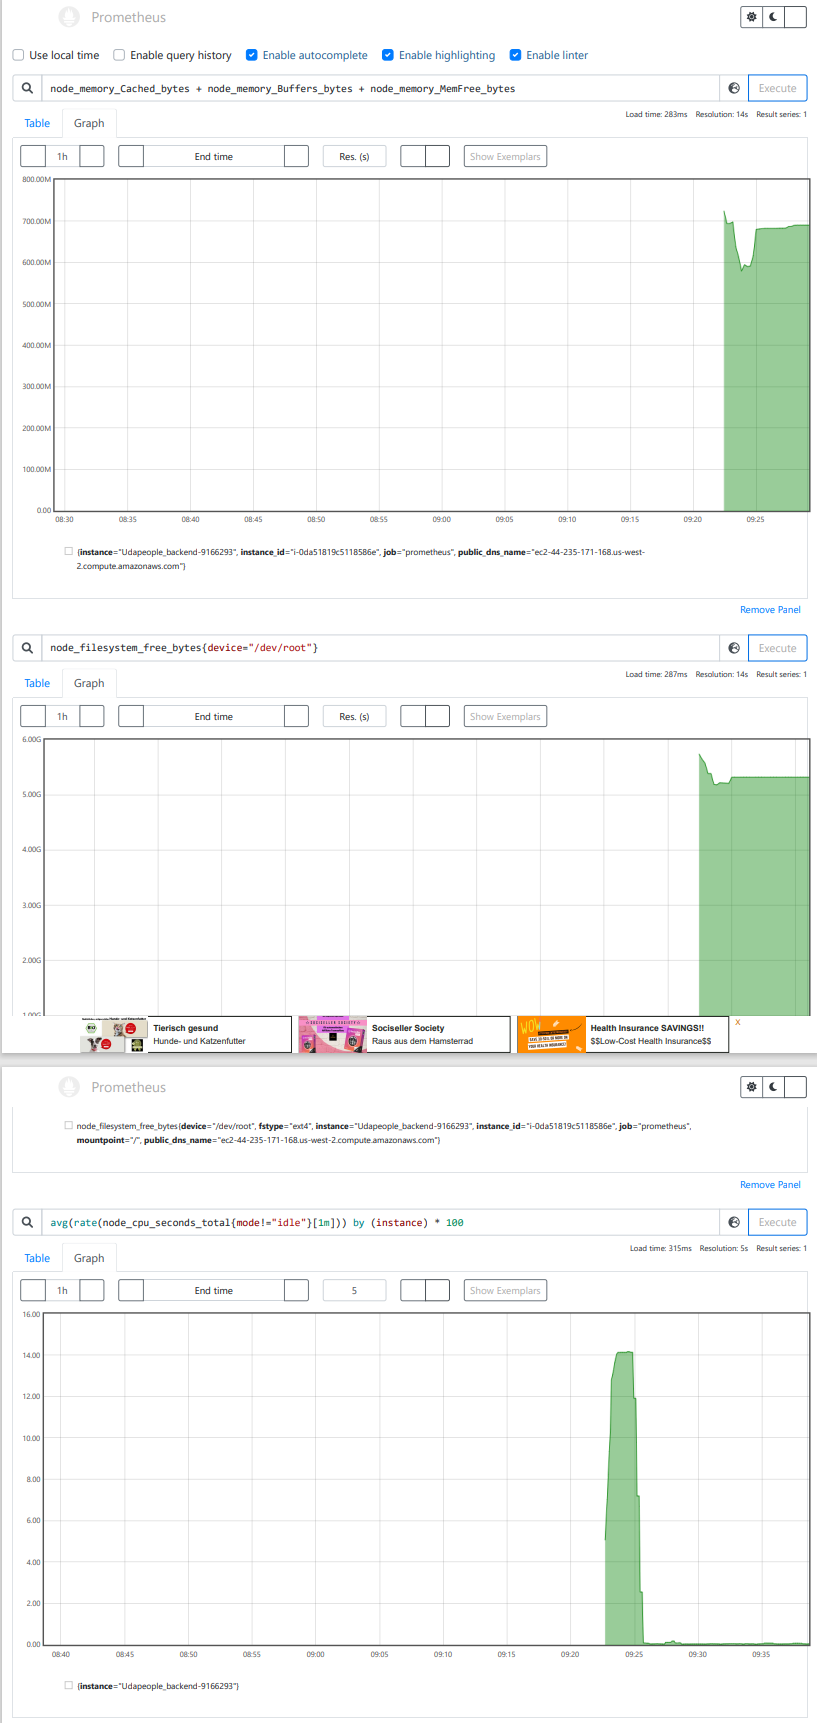 Prometheus
Use local time Enable query history Enable autocomplete Enable highlighting Enable linter
node_memory_Cached_bytes + node_memory_Buffers_bytes + node_memory_MemFree_bytes
Execute
Load time: 283ms Resolution: 14s Result series: 1
Table Graph
1h End time Res. (s) Show Exemplars
800.00M
700.00M
600.00M
500.00M
400.00M
300.00M
200.00M
100.00M
0.00
08:30 08:35 08:40 08:45 08:50 08:55 09:00 09:05 09:10 09:15 09:20 09:25
{instance="Udapeople_backend-9166293", instance_id="i-0da51819c5118586e", job="prometheus", public_dns_name="ec2-44-235-171-168.us-west-
2.compute.amazonaws.com"}
Remove Panel
node_filesystem_free_bytes{device="/dev/root"}
Execute
Load time: 287ms Resolution: 14s Result series: 1
Table Graph
1h End time Res. (s) Show Exemplars
6.00G
5.00G
4.00G
3.00G
2.00G
1.00G
Tierisch gesund
Hunde- und Katzenfutter
Sociseller Society
Raus aus dem Hamsterrad
WOW
Health Insurance SAVINGS!!
$$Low-Cost Health Insurance$$
X
Prometheus
node_filesystem_free_bytes{device="/dev/root", fstype="ext4", instance="Udapeople_backend-9166293", instance_id="i-0da51819c5118586e", job="prometheus",
mountpoint="/", public_dns_name="ec2-44-235-171-168.us-west-2.compute.amazonaws.com"}
Remove Panel
avg(rate(node_cpu_seconds_total{mode!="idle"}[1m])) by (instance) * 100
Execute
Load time: 315ms Resolution: 5s Result series: 1
Table Graph
1h End time 5 Show Exemplars
16.00
14.00
12.00
10.00
8.00
6.00
4.00
2.00
0.00
08:40 08:45 08:50 08:55 09:00 09:05 09:10 09:15 09:20 09:25 09:30 09:35
{instance="Udapeople_backend-9166293"}